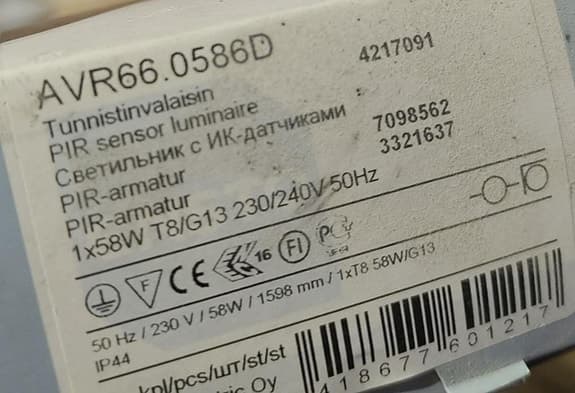 AVR66.0586D
4217091
Tunnistinvalaisin
PIR sensor luminaire
Светильник с ИК-датчиками
7098562
PIR-armatur
3321637
PIR-armatur
1x58W T8/G13 230/240V 50Hz
F CE 16 FI
50 Hz / 230 V / 58W / 1598 mm / 1xT8 58W/G13
IP44
kpl/pcs/шт/st/st
Oy
418677601217